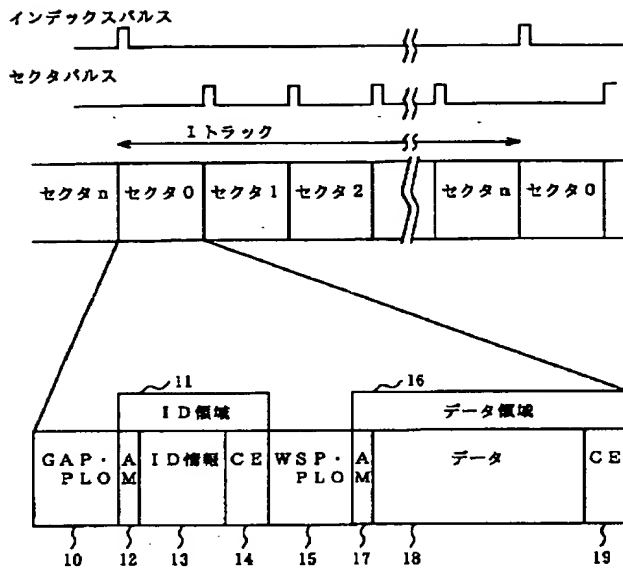 インデックスパルス
セクタパルス
1トラック
セクタn セクタ0 セクタ1 セクタ2 セクタn セクタ0
11 16
ID領域 データ領域
GAP・PLO AM ID情報 CE WSP・PLO AM データ CE
10 12 13 14 15 17 18 19